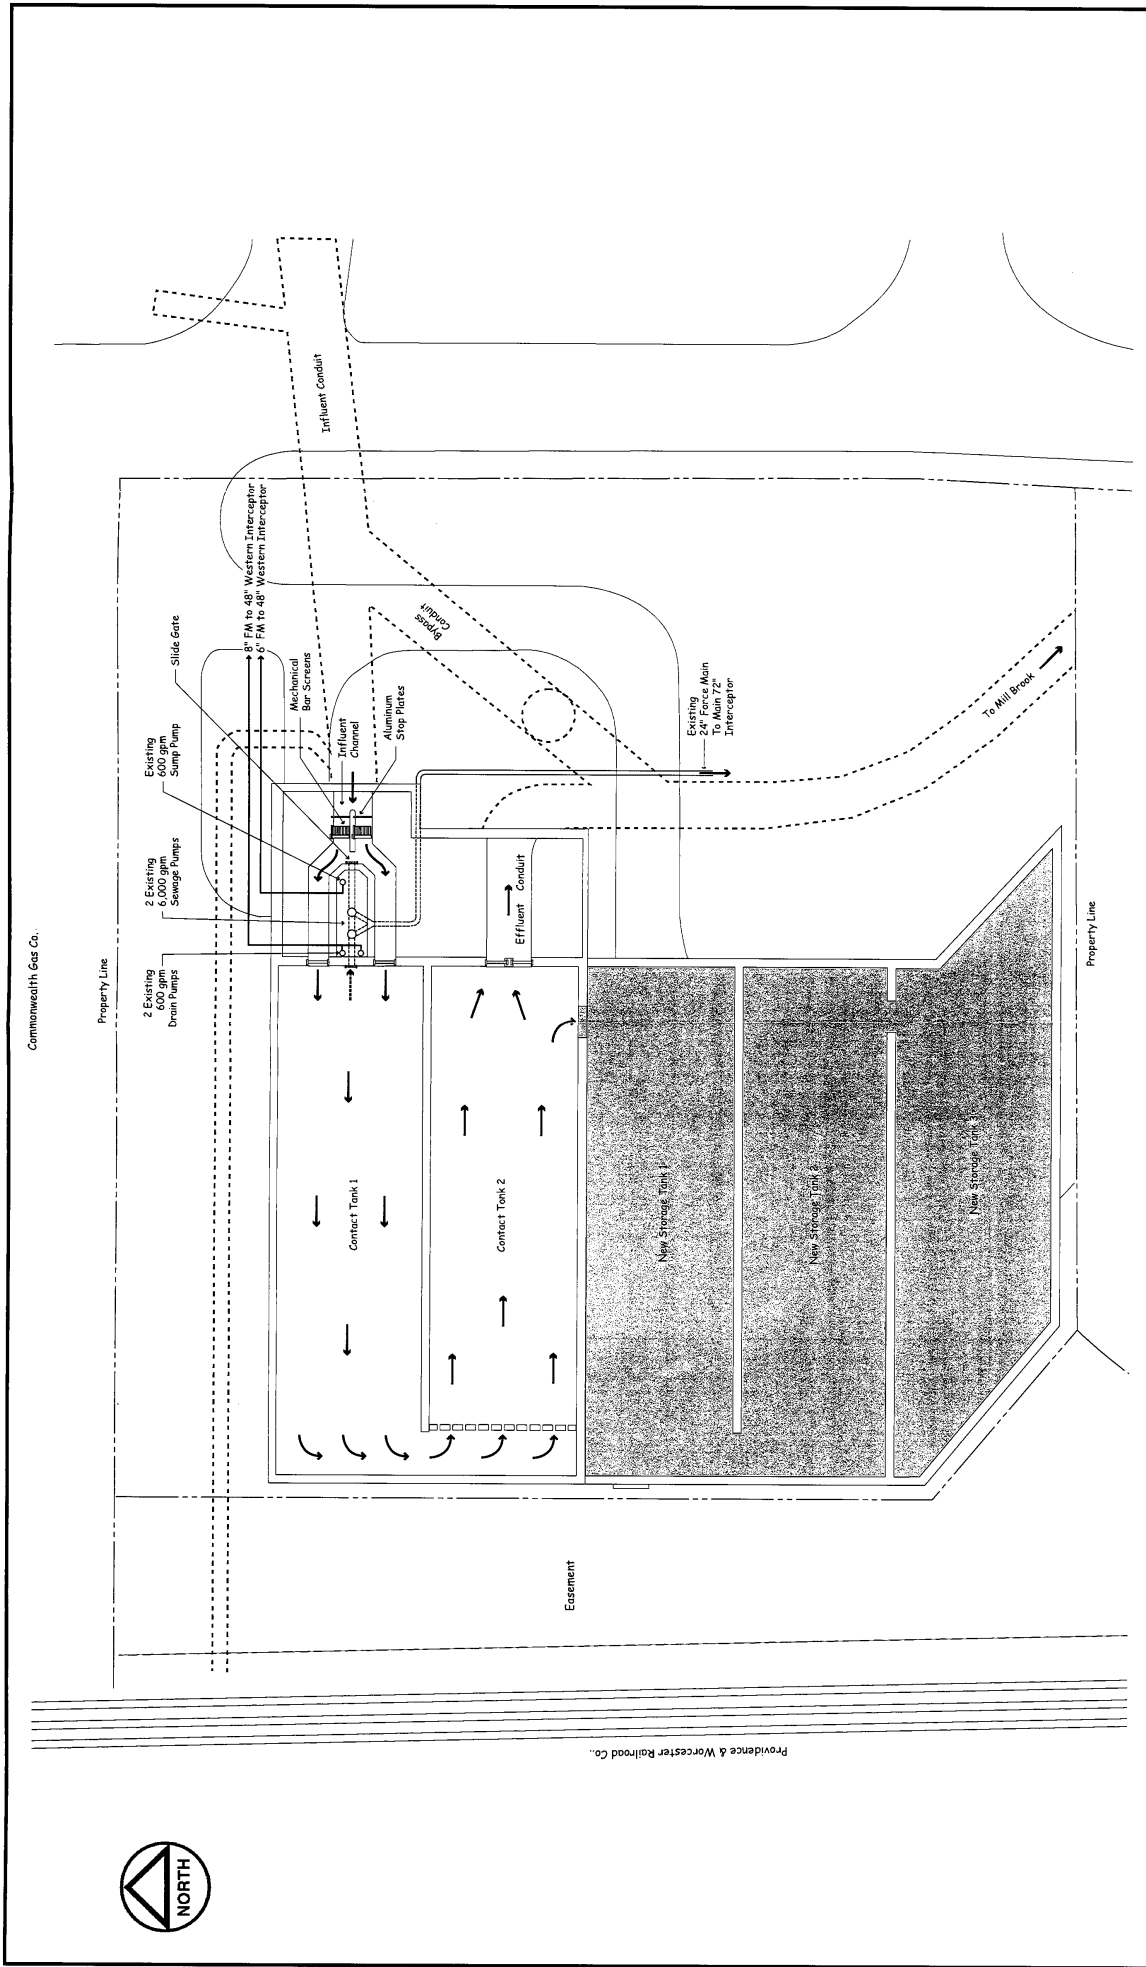 Commonwealth Gas Co..
Property Line
2 Existing
600 gpm
Drain Pumps
2 Existing
6,000 gpm
Sewage Pumps
Existing
600 gpm
Sump Pump
Slide Gate
8" FM to 48" Western Interceptor
6" FM to 48" Western Interceptor
Mechanical
Bar Screens
Influent
Channel
Aluminum
Stop Plates
Influent Conduit
Bypass
Conduit
Existing
24" Force Main
To Main 72"
Interceptor
To Mill Brook
Effluent Conduit
Contact Tank 1
Contact Tank 2
New Storage Tank 1
New Storage Tank 2
New Storage Tank
Property Line
Easement
Providence & Worcester Railroad Co..
NORTH